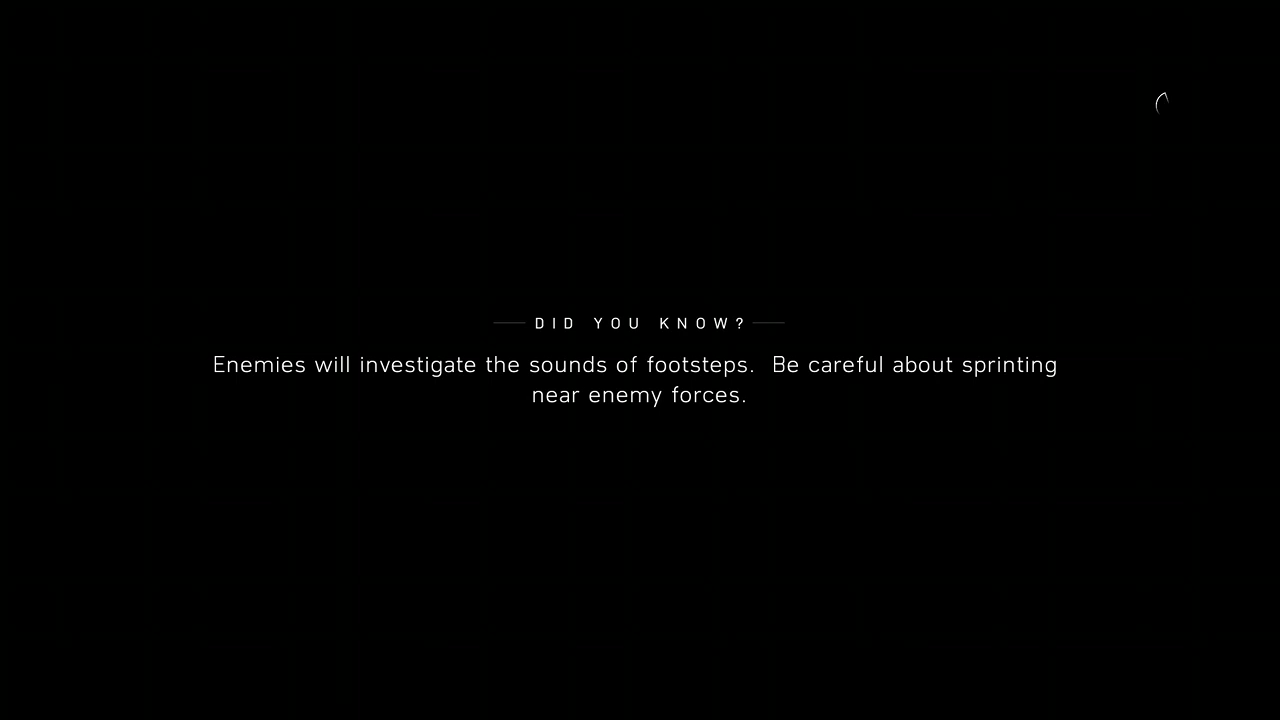 DID YOU KNOW?
Enemies will investigate the sounds of footsteps.  Be careful about sprinting
near enemy forces.